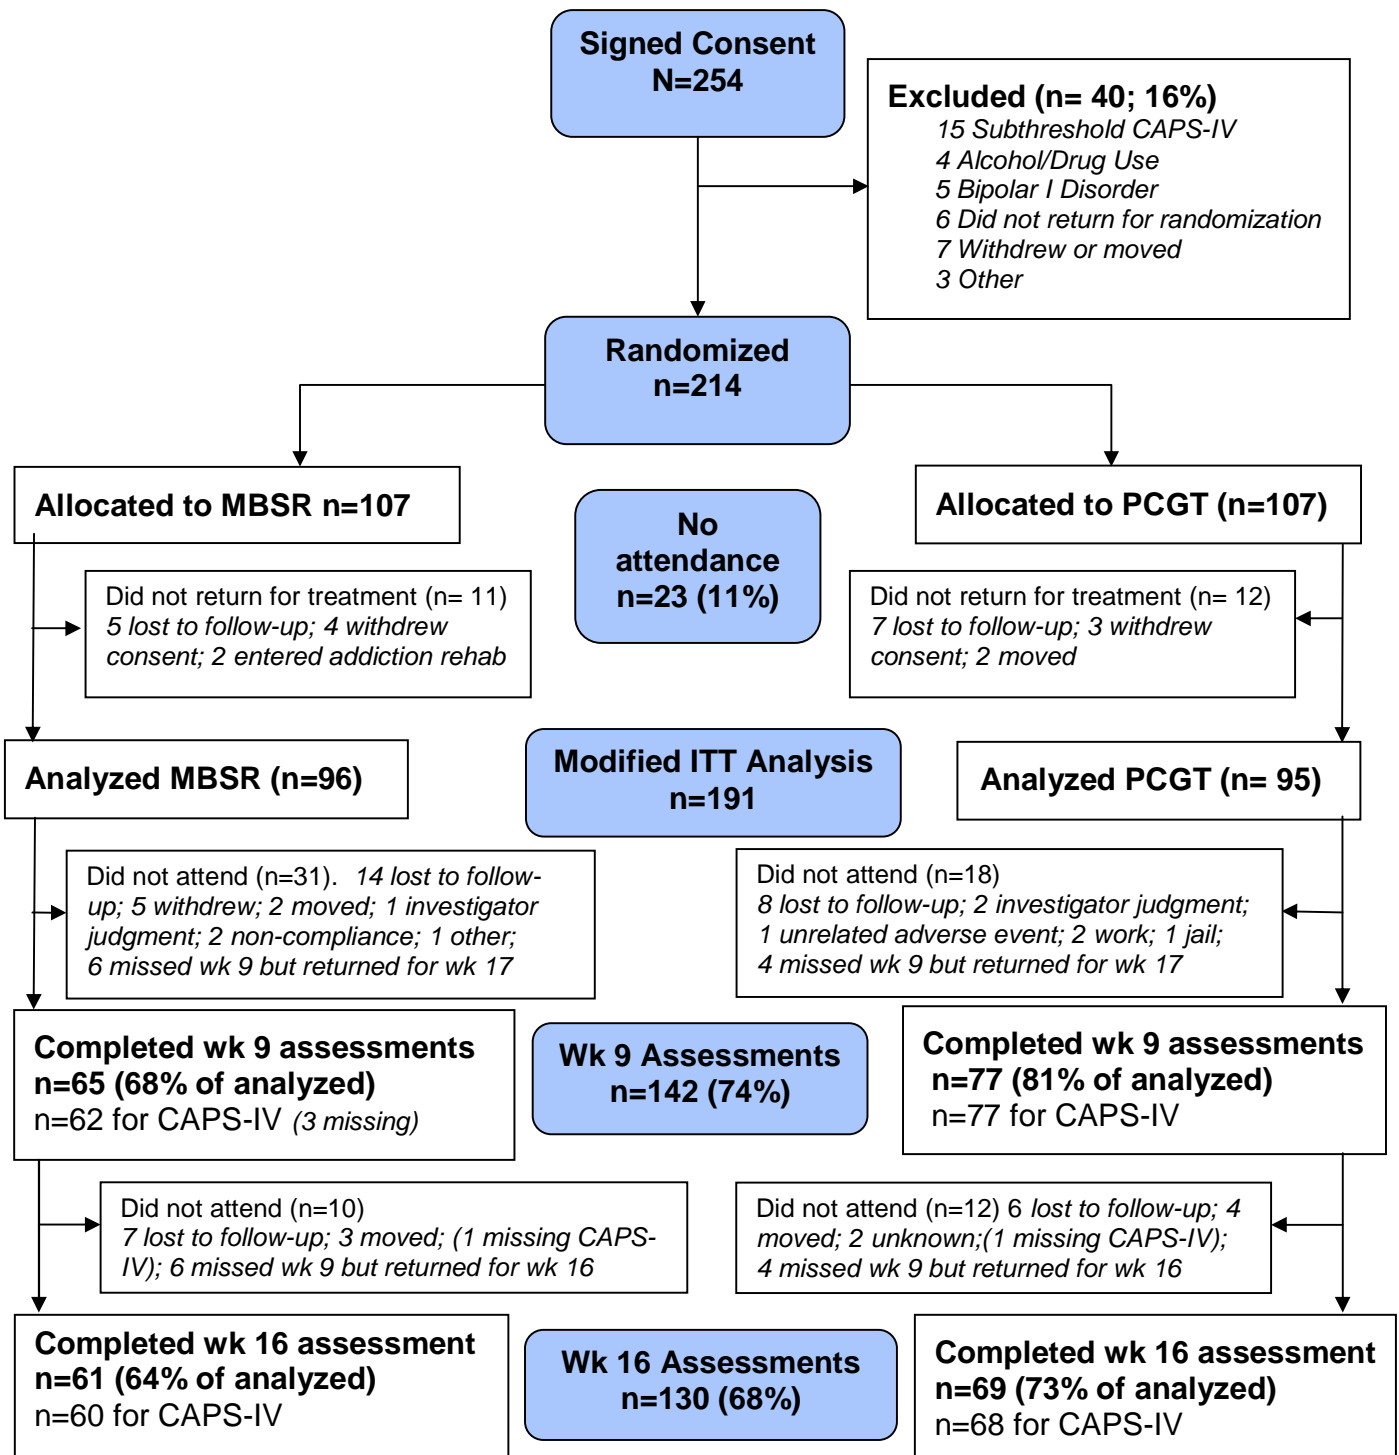 Signed Consent
N=254
Excluded (n= 40; 16%)
15 Subthreshold CAPS-IV
4 Alcohol/Drug Use
5 Bipolar I Disorder
6 Did not return for randomization
7 Withdrew or moved
3 Other
Randomized
n=214
Allocated to MBSR n=107
No
attendance
n=23 (11%)
Allocated to PCGT (n=107)
Did not return for treatment (n= 11)
5 lost to follow-up; 4 withdrew
consent; 2 entered addiction rehab
Did not return for treatment (n= 12)
7 lost to follow-up; 3 withdrew
consent; 2 moved
Analyzed MBSR (n=96)
Modified ITT Analysis
n=191
Analyzed PCGT (n= 95)
Did not attend (n=31). 14 lost to follow-
up; 5 withdrew; 2 moved; 1 investigator
judgment; 2 non-compliance; 1 other;
6 missed wk 9 but returned for wk 17
Did not attend (n=18)
8 lost to follow-up; 2 investigator judgment;
1 unrelated adverse event; 2 work; 1 jail;
4 missed wk 9 but returned for wk 17
Completed wk 9 assessments
n=65 (68% of analyzed)
n=62 for CAPS-IV (3 missing)
Wk 9 Assessments
n=142 (74%)
Completed wk 9 assessments
n=77 (81% of analyzed)
n=77 for CAPS-IV
Did not attend (n=10)
7 lost to follow-up; 3 moved; (1 missing CAPS-
IV); 6 missed wk 9 but returned for wk 16
Did not attend (n=12) 6 lost to follow-up; 4
moved; 2 unknown;(1 missing CAPS-IV);
4 missed wk 9 but returned for wk 16
Completed wk 16 assessment
n=61 (64% of analyzed)
n=60 for CAPS-IV
Wk 16 Assessments
n=130 (68%)
Completed wk 16 assessment
n=69 (73% of analyzed)
n=68 for CAPS-IV